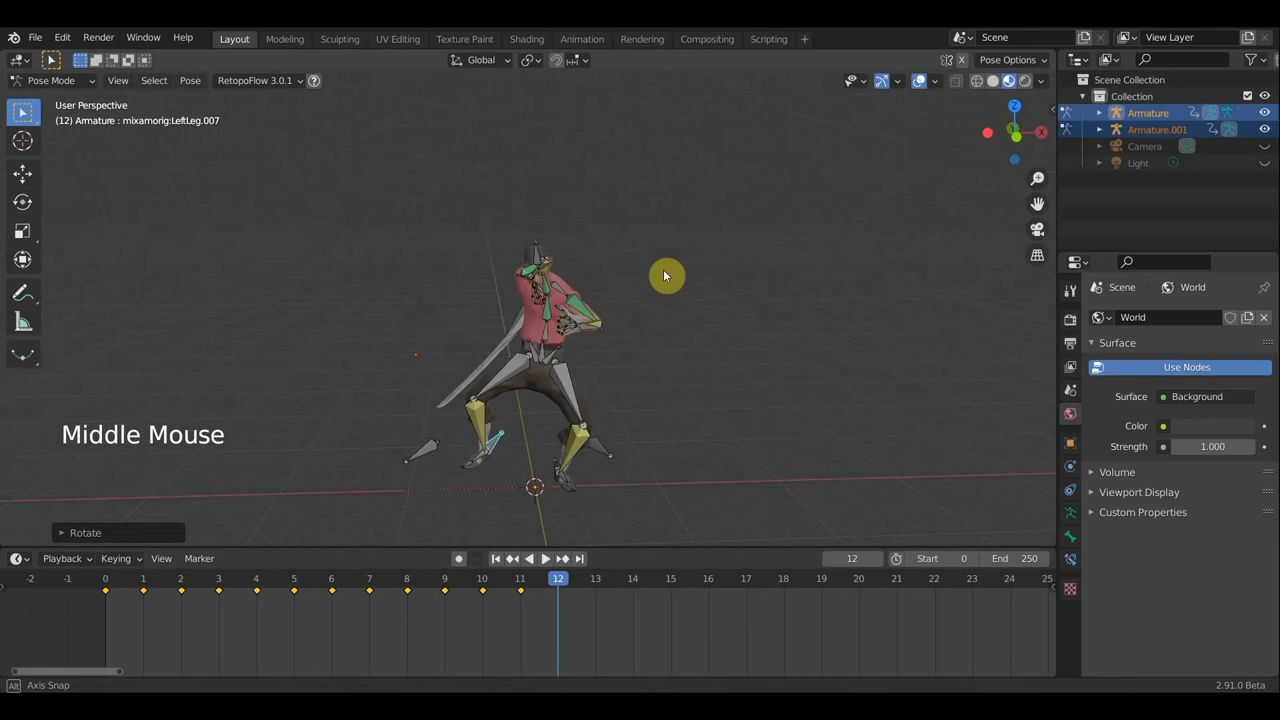 File Edit Render Window Help Layout Modeling Sculpting UV Editing Texture Paint Shading Animation Rendering Compositing Scripting + Scene View Layer
Global Pose Options
Pose Mode View Select Pose RetopoFlow 3.0.1
Scene Collection
Collection
Armature
Armature.001
Camera
Light
User Perspective
(12) Armature : mixamorig:LeftLeg.007
Z
X
Scene World
World
Surface
Use Nodes
Surface Background
Color
Strength 1.000
Volume
Viewport Display
Custom Properties
Middle Mouse
Rotate
Playback Keying View Marker 12 Start 0 End 250
-2 -1 0 1 2 3 4 5 6 7 8 9 10 11 12 13 14 15 16 17 18 19 20 21 22 23 24 25
Alt Axis Snap 2.91.0 Beta